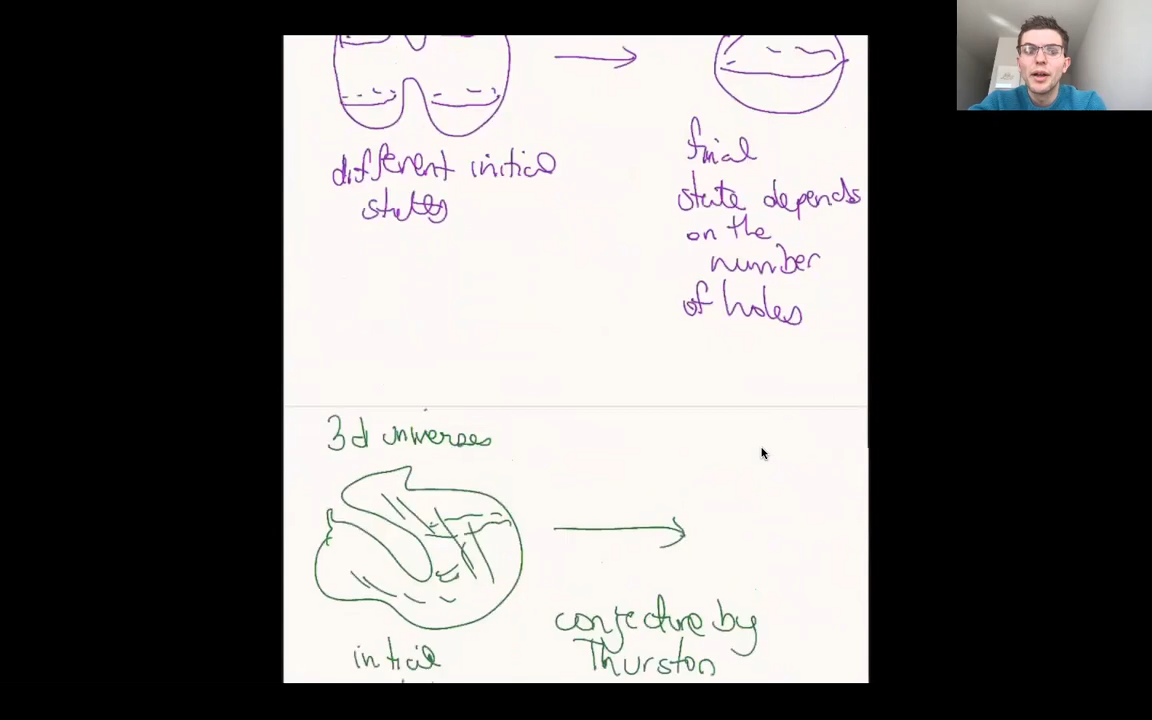 different initial
states
final
state depends
on the
number
of holes
3d universes
initial
conjecture by
Thurston